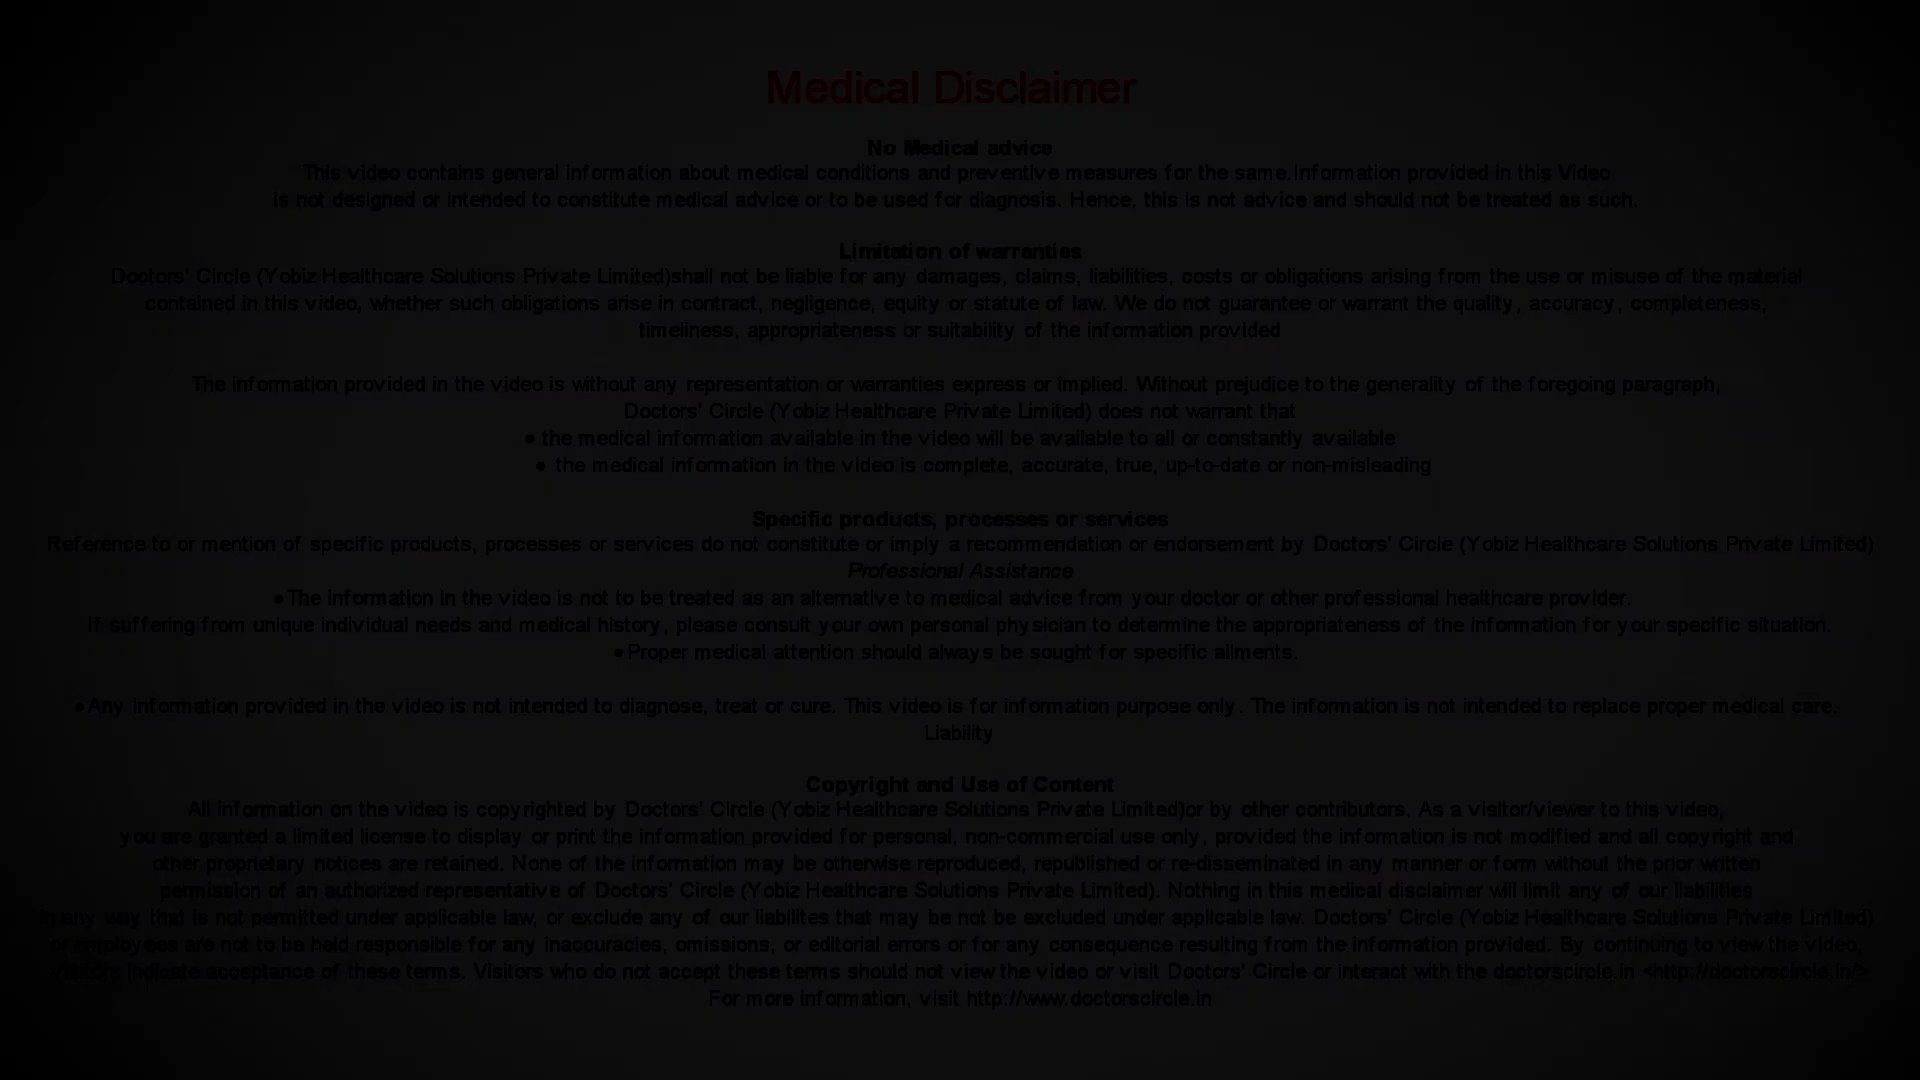 Medical Disclaimer
No Medical advice
This video contains general information about medical conditions and preventive measures for the same.Information provided in this Video
is not designed or intended to constitute medical advice or to be used for diagnosis. Hence, this is not advice and should not be treated as such.
Limitation of warranties
Doctors' Circle (Yobiz Healthcare Solutions Private Limited)shall not be liable for any damages, claims, liabilities, costs or obligations arising from the use or misuse of the material
contained in this video, whether such obligations arise in contract, negligence, equity or statute of law. We do not guarantee or warrant the quality, accuracy, completeness,
timeliness, appropriateness or suitability of the information provided
The information provided in the video is without any representation or warranties express or implied. Without prejudice to the generality of the foregoing paragraph,
Doctors' Circle (Yobiz Healthcare Private Limited) does not warrant that
• the medical information available in the video will be available to all or constantly available
• the medical information in the video is complete, accurate, true, up-to-date or non-misleading
Specific products, processes or services
Reference to or mention of specific products, processes or services do not constitute or imply a recommendation or endorsement by Doctors' Circle (Yobiz Healthcare Solutions Private Limited)
Professional Assistance
•The information in the video is not to be treated as an alternative to medical advice from your doctor or other professional healthcare provider.
If suffering from unique individual needs and medical history, please consult your own personal physician to determine the appropriateness of the information for your specific situation.
•Proper medical attention should always be sought for specific ailments.
•Any information provided in the video is not intended to diagnose, treat or cure. This video is for information purpose only. The information is not intended to replace proper medical care.
Liability
Copyright and Use of Content
All information on the video is copyrighted by Doctors' Circle (Yobiz Healthcare Solutions Private Limited)or by other contributors. As a visitor/viewer to this video,
you are granted a limited license to display or print the information provided for personal, non-commercial use only, provided the information is not modified and all copyright and
other proprietary notices are retained. None of the information may be otherwise reproduced, republished or re-disseminated in any manner or form without the prior written
permission of an authorized representative of Doctors' Circle (Yobiz Healthcare Solutions Private Limited). Nothing in this medical disclaimer will limit any of our liabilities
in any way that is not permitted under applicable law, or exclude any of our liabilites that may be not be excluded under applicable law. Doctors' Circle (Yobiz Healthcare Solutions Private Limited)
or employees are not to be held responsible for any inaccuracies, omissions, or editorial errors or for any consequence resulting from the information provided. By continuing to view the video,
visitors indicate acceptance of these terms. Visitors who do not accept these terms should not view the video or visit Doctors' Circle or interact with the doctorscircle.in <http://doctorscircle.in/>
For more information, visit http://www.doctorscircle.in